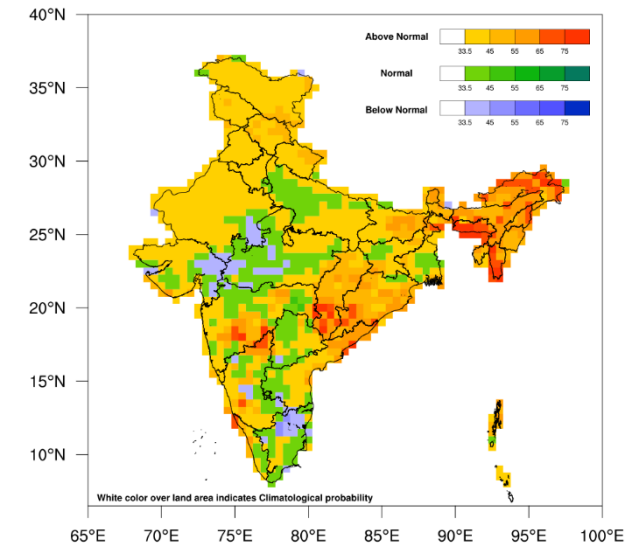 40°N
35°N
30°N
25°N
20°N
15°N
10°N
Above Normal
33.5 45 55 65 75
Normal
33.5 45 55 65 75
Below Normal
33.5 45 55 65 75
White color over land area indicates Climatological probability
65°E 70°E 75°E 80°E 85°E 90°E 95°E 100°E